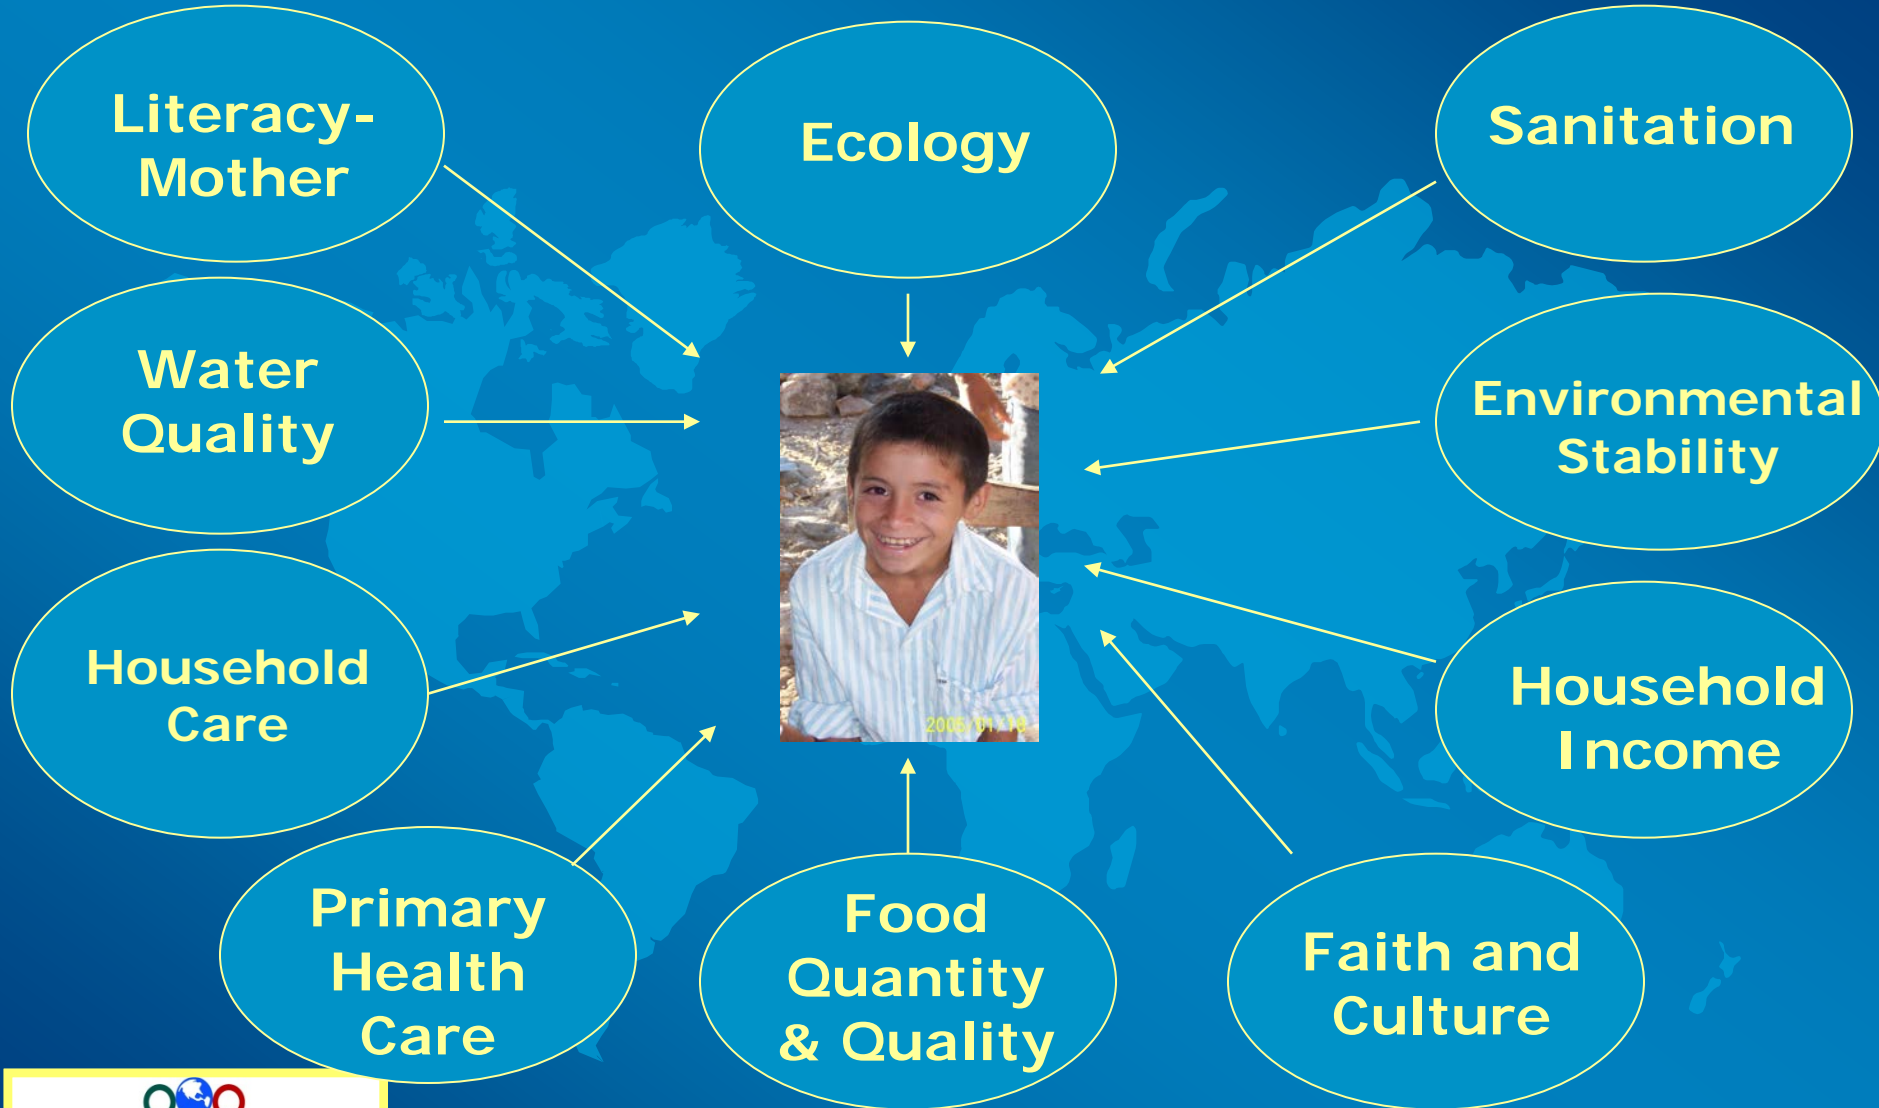 Literacy-
Mother
Ecology
Sanitation
Water
Quality
Environmental
Stability
Household
Care
Household
Income
Primary
Health
Care
Food
Quantity
& Quality
Faith and
Culture